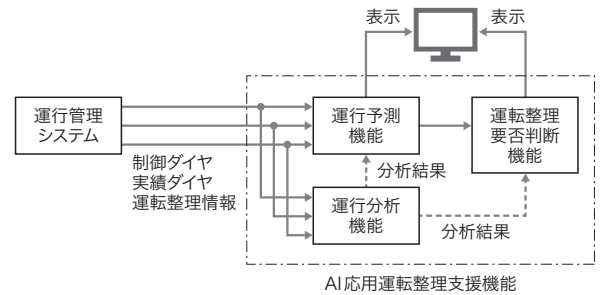 表示
表示
運行管理
システム
運行予測
機能
運転整理
要否判断
機能
制御ダイヤ
実績ダイヤ
運転整理情報
分析結果
運行分析
機能
分析結果
AI応用運転整理支援機能